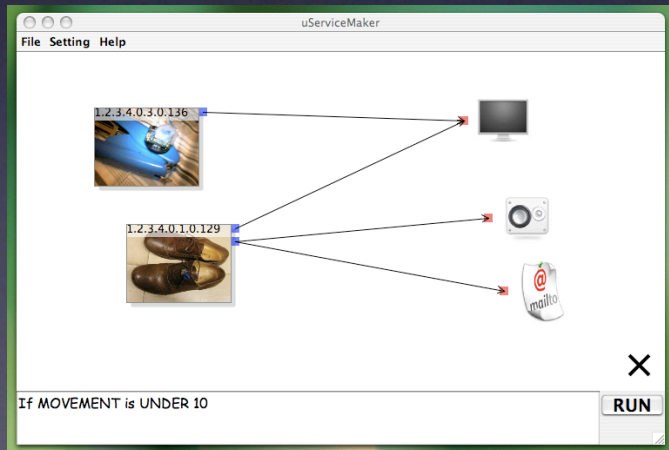 uServiceMaker
File Setting Help
1.2.3.4.0.3.0.136
1.2.3.4.0.1.0.129
@
mailto
If MOVEMENT is UNDER 10
RUN